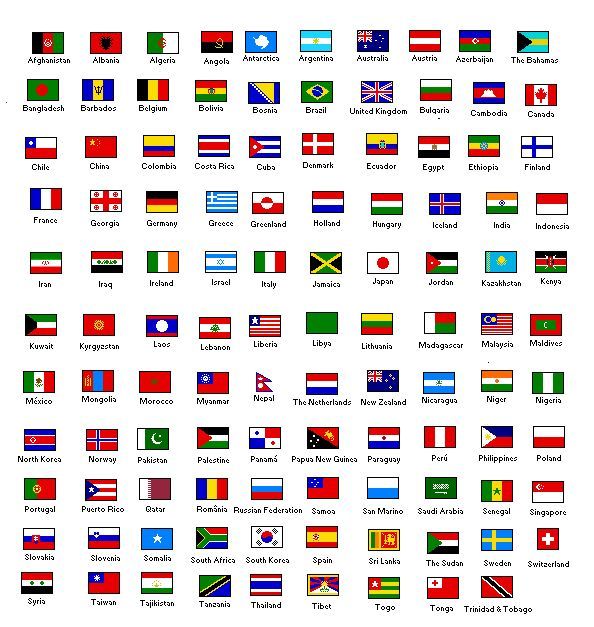 Afghanistan Albania Algeria Angola Antarctica Argentina Australia Austria Azerbaijan The Bahamas
Bangladesh Barbados Belgium Bolivia Bosnia Brazil United Kingdom Bulgaria Cambodia Canada
Chile China Colombia Costa Rica Cuba Denmark Ecuador Egypt Ethiopia Finland
France Georgia Germany Greece Greenland Holland Hungary Iceland India Indonesia
Iran Iraq Ireland Israel Italy Jamaica Japan Jordan Kazakhstan Kenya
Kuwait Kyrgyzstan Laos Lebanon Liberia Libya Lithuania Madagascar Malaysia Maldives
México Mongolia Morocco Myanmar Nepal The Netherlands New Zealand Nicaragua Niger Nigeria
North Korea Norway Pakistan Palestine Panamá Papua New Guinea Paraguay Perú Philippines Poland
Portugal Puerto Rico Qatar România Russian Federation Samoa San Marino Saudi Arabia Senegal Singapore
Slovakia Slovenia Somalia South Africa South Korea Spain Sri Lanka The Sudan Sweden Switzerland
Syria Taiwan Tajikistan Tanzania Thailand Tibet Togo Tonga Trinidad & Tobago